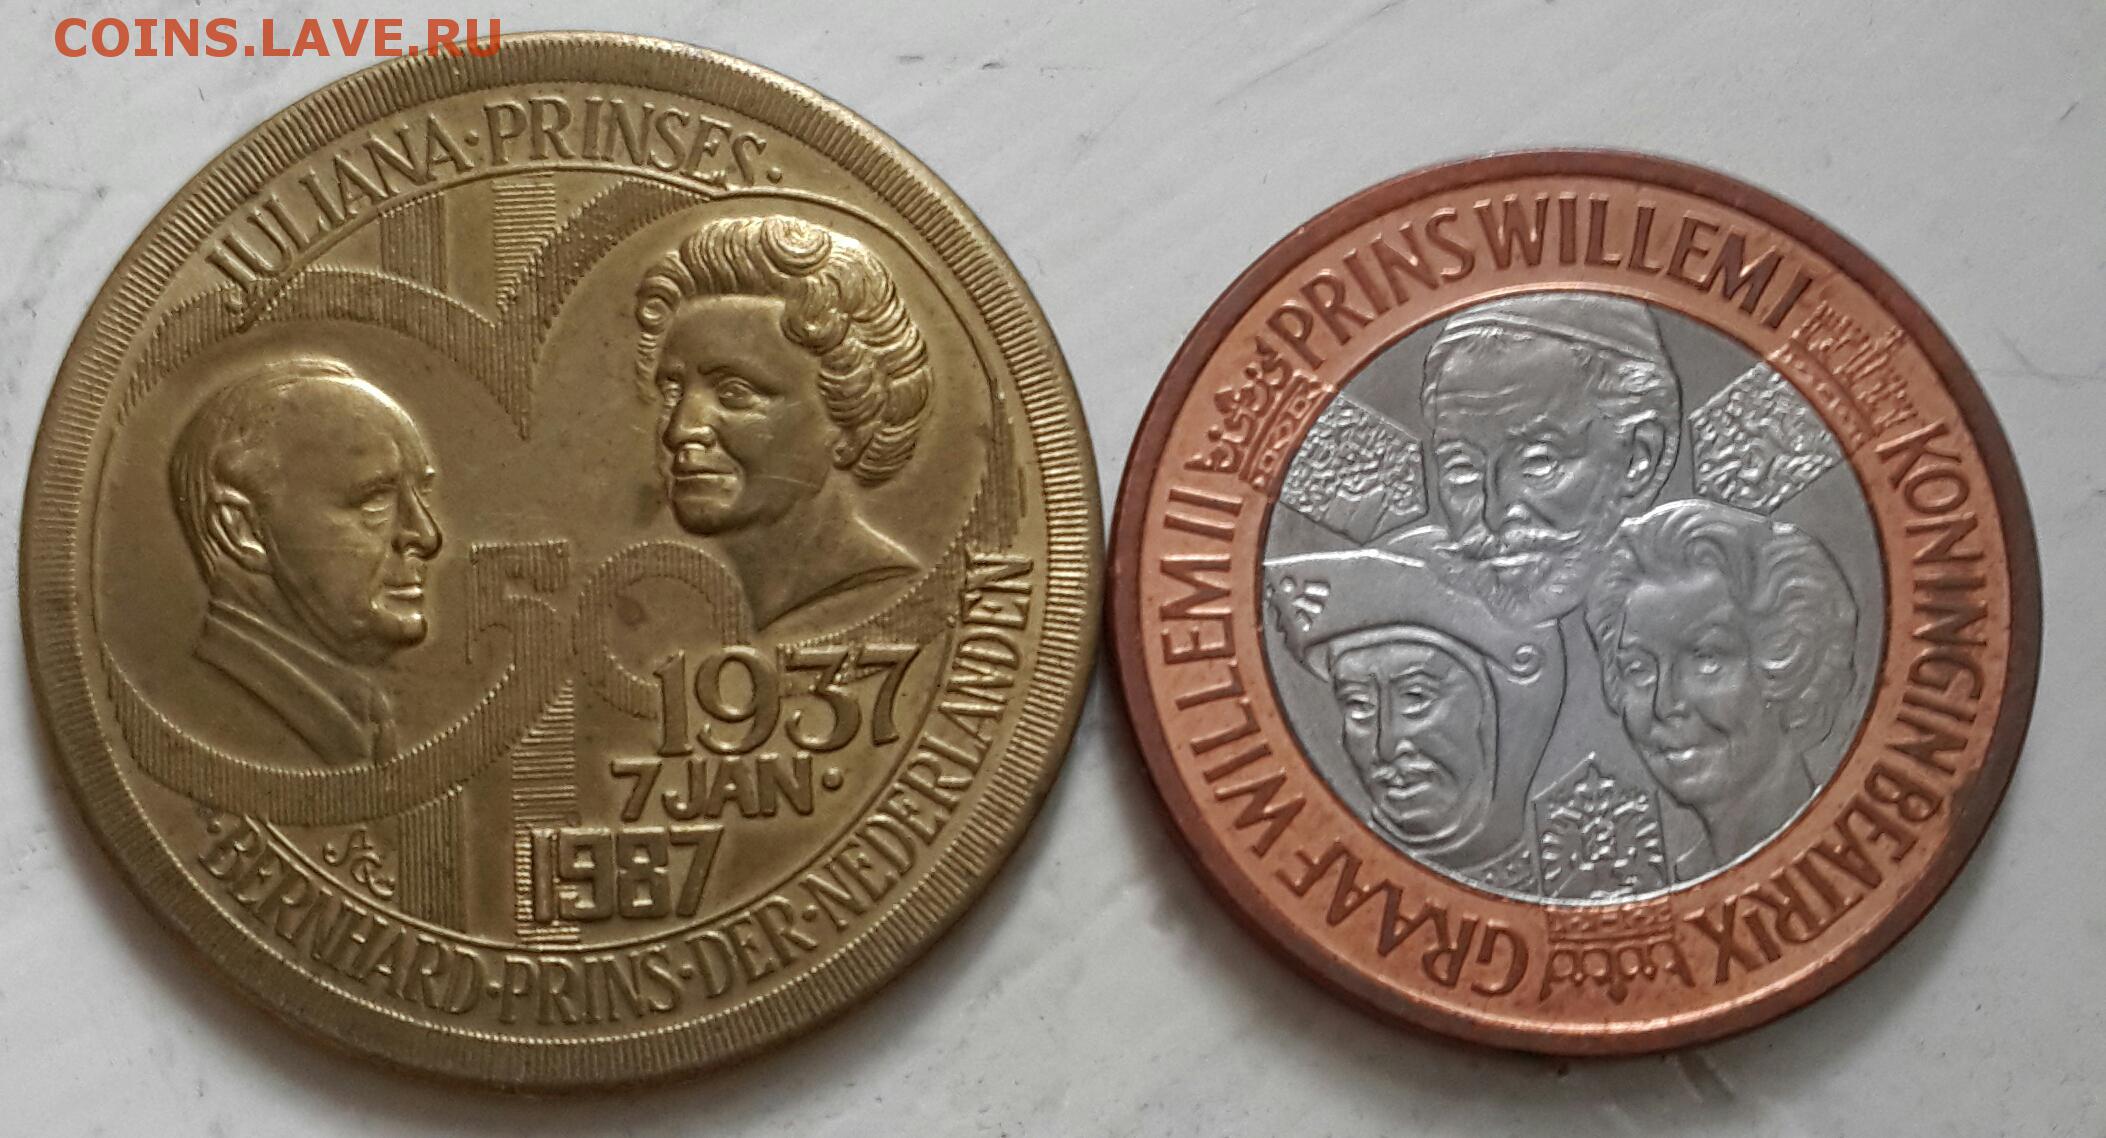 COINS.LAVE.RU
JULIANA·PRINSES·
50
1937
7 JAN·
1987
·BERNHARD·PRINS·DER·NEDERLANDEN
PRINS WILLEM I
KONINGIN BEATRIX
GRAAF WILLEM II